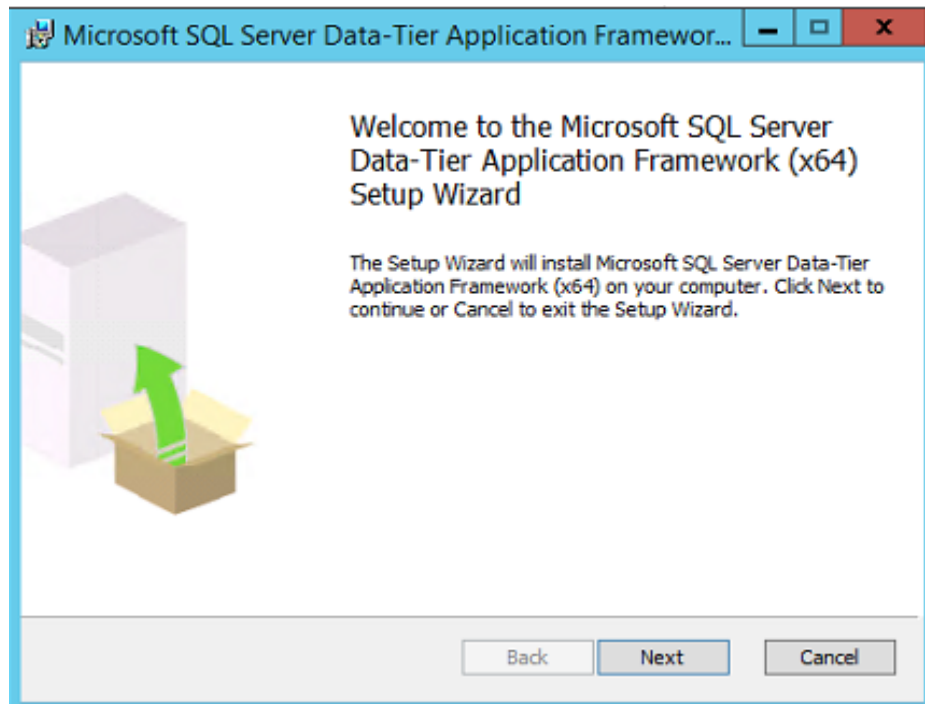 Microsoft SQL Server Data-Tier Application Framewor...
Welcome to the Microsoft SQL Server
Data-Tier Application Framework (x64)
Setup Wizard
The Setup Wizard will install Microsoft SQL Server Data-Tier
Application Framework (x64) on your computer. Click Next to
continue or Cancel to exit the Setup Wizard.
Back Next Cancel